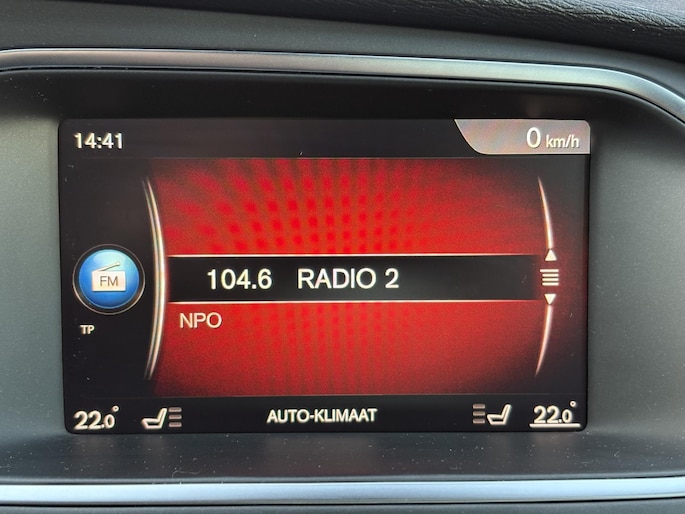 14:41 0 km/h
FM
104.6 RADIO 2
TP
NPO
22.0° AUTO-KLIMAAT 22.0°